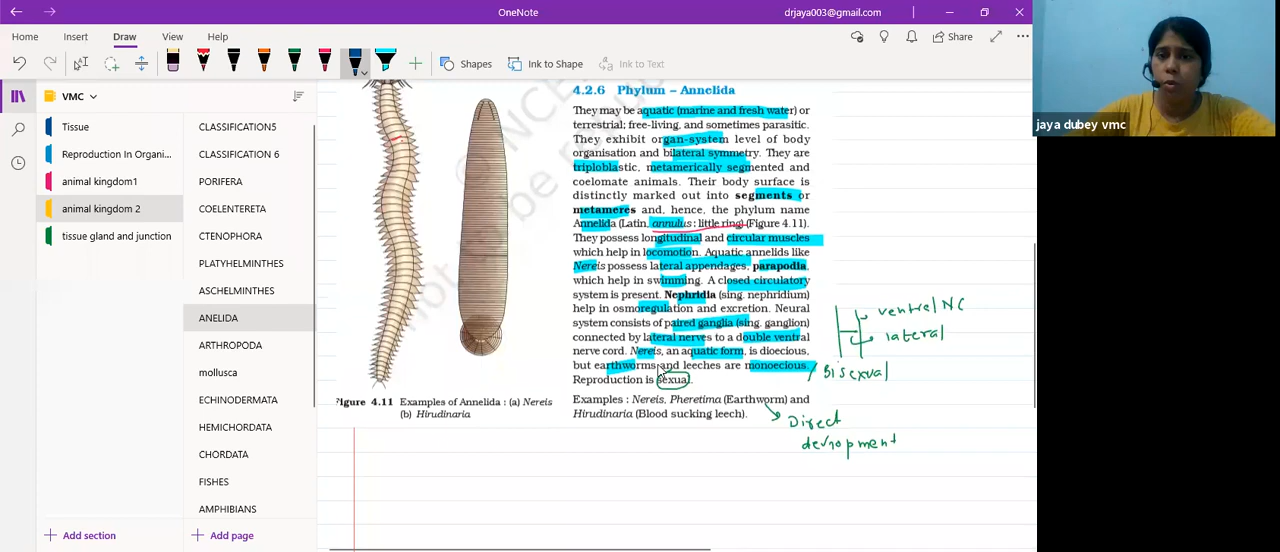 OneNote
drjaya003@gmail.com
Home
Insert
Draw
View
Help
Share
Shapes
Ink to Shape
Ink to Text
VMC
Tissue
Reproduction In Organi...
animal kingdom1
animal kingdom 2
tissue gland and junction
Add section
CLASSIFICATION5
CLASSIFICATION 6
PORIFERA
COELENTERETA
CTENOPHORA
PLATYHELMINTHES
ASCHELMINTHES
ANELIDA
ARTHROPODA
mollusca
ECHINODERMATA
HEMICHORDATA
CHORDATA
FISHES
AMPHIBIANS
Add page
4.2.6 Phylum – Annelida
They may be aquatic (marine and fresh water) or
terrestrial; free-living, and sometimes parasitic.
They exhibit organ-system level of body
organisation and bilateral symmetry. They are
triploblastic, metamerically segmented and
coelomate animals. Their body surface is
distinctly marked out into segments or
metameres and, hence, the phylum name
Annelida (Latin, annulus : little ring) (Figure 4.11).
They possess longitudinal and circular muscles
which help in locomotion. Aquatic annelids like
Nereis possess lateral appendages, parapodia,
which help in swimming. A closed circulatory
system is present. Nephridia (sing. nephridium)
help in osmoregulation and excretion. Neural
system consists of paired ganglia (sing. ganglion)
connected by lateral nerves to a double ventral
nerve cord. Nereis, an aquatic form, is dioecious,
but earthworms and leeches are monoecious.
Reproduction is sexual.
Examples : Nereis, Pheretima (Earthworm) and
Hirudinaria (Blood sucking leech).
Figure 4.11 Examples of Annelida : (a) Nereis
(b) Hirudinaria
ventral NC
lateral
/ Bisexual
Direct
jaya dubey vmc